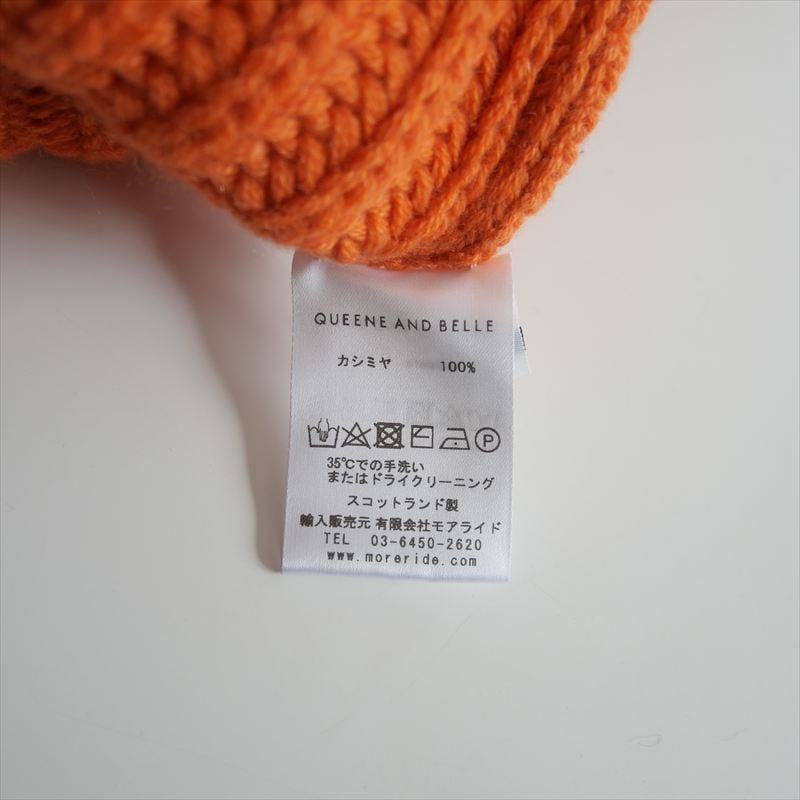 QUEENE AND BELLE
カシミヤ 100%
P
35℃での手洗い
またはドライクリーニング
スコットランド製
輸入販売元 有限会社モアライド
TEL 03-6450-2620
www.moreride.com